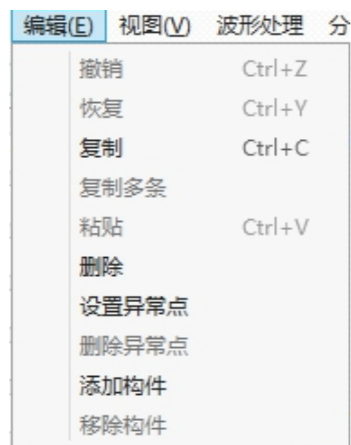 编辑(E) 视图(V) 波形处理 分
撤销 Ctrl+Z
恢复 Ctrl+Y
复制 Ctrl+C
复制多条
粘贴 Ctrl+V
删除
设置异常点
删除异常点
添加构件
移除构件